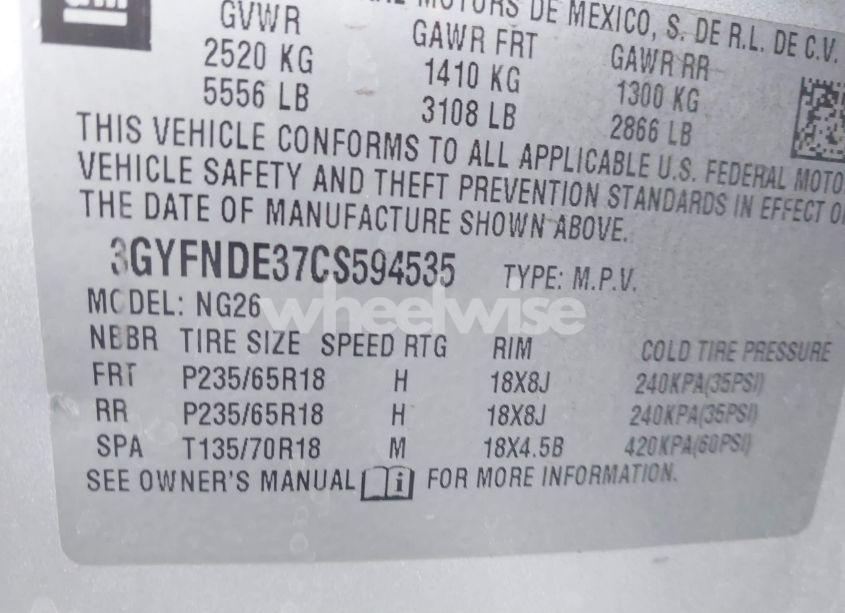 GM
MOTORS DE MEXICO, S. DE R.L. DE C.V.
GVWR GAWR FRT GAWR RR
2520 KG 1410 KG 1300 KG
5556 LB 3108 LB 2866 LB
THIS VEHICLE CONFORMS TO ALL APPLICABLE U.S. FEDERAL MOTO
VEHICLE SAFETY AND THEFT PREVENTION STANDARDS IN EFFECT O
THE DATE OF MANUFACTURE SHOWN ABOVE.
3GYFNDE37CS594535 TYPE: M.P.V.
MODEL: NG26
wheelwise
NBBR TIRE SIZE SPEED RTG RIM COLD TIRE PRESSURE
FRT P235/65R18 H 18X8J 240KPA(35PSI)
RR P235/65R18 H 18X8J 240KPA(35PSI)
SPA T135/70R18 M 18X4.5B 420KPA(60PSI)
SEE OWNER'S MANUAL i FOR MORE INFORMATION.